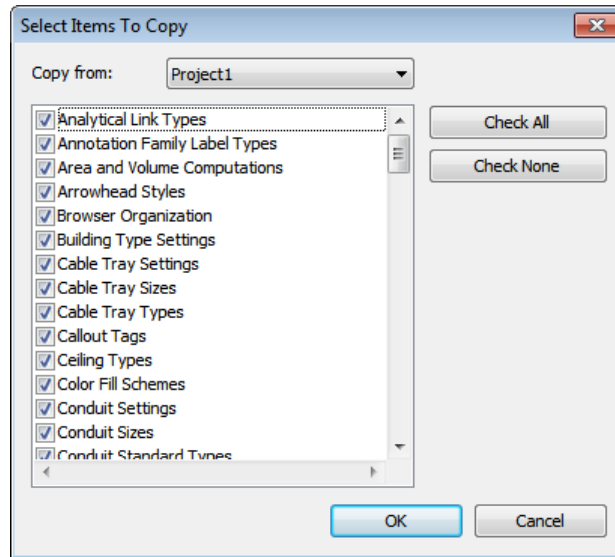 Select Items To Copy
Copy from: Project1
Analytical Link Types
Annotation Family Label Types
Area and Volume Computations
Arrowhead Styles
Browser Organization
Building Type Settings
Cable Tray Settings
Cable Tray Sizes
Cable Tray Types
Callout Tags
Ceiling Types
Color Fill Schemes
Conduit Settings
Conduit Sizes
Conduit Standard Types
Check All
Check None
OK
Cancel